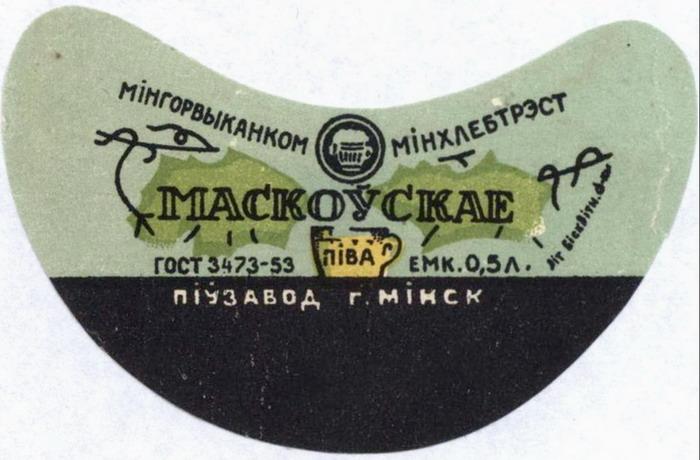 МІНГОРВЫКАНКОМ МІНХЛЕБТРЭСТ
МАСКОЎСКАЕ
ПІВА
ГОСТ 3473-53 ЕМК. 0,5 Л.
ПІЎЗАВОД г. МІНСК